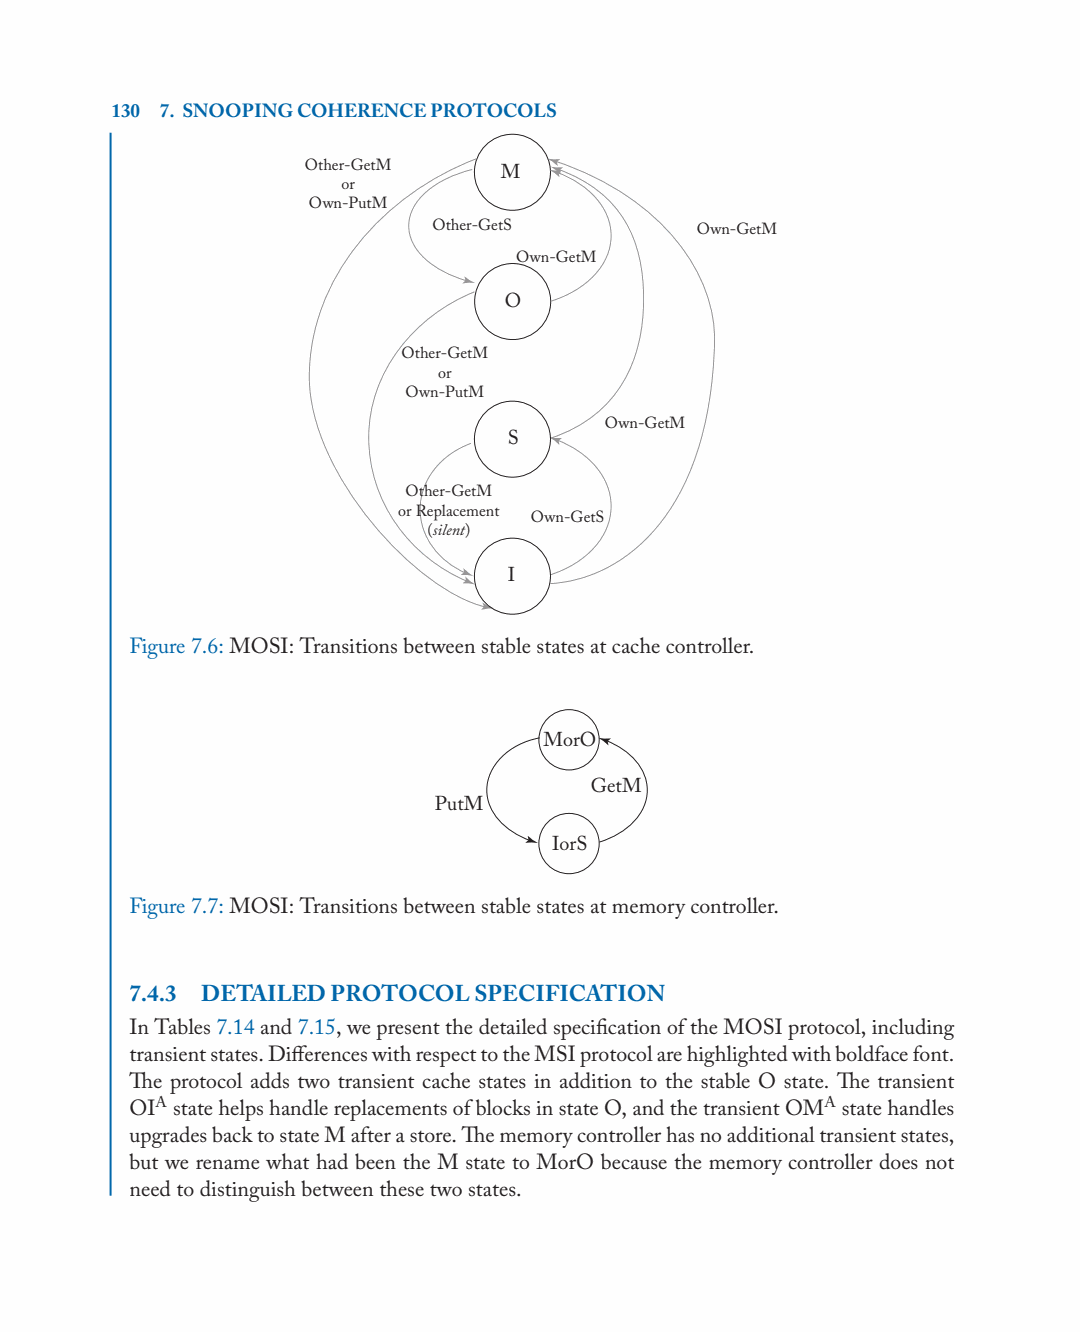 130 7. SNOOPING COHERENCE PROTOCOLS
Other-GetM
or
Own-PutM
M
Other-GetS
Own-GetM
Own-GetM
O
Other-GetM
or
Own-PutM
S
Own-GetM
Other-GetM
or Replacement
(silent)
Own-GetS
I
Figure 7.6: MOSI: Transitions between stable states at cache controller.
MorO
GetM
PutM
IorS
Figure 7.7: MOSI: Transitions between stable states at memory controller.
7.4.3 DETAILED PROTOCOL SPECIFICATION
In Tables 7.14 and 7.15, we present the detailed specification of the MOSI protocol, including
transient states. Differences with respect to the MSI protocol are highlighted with boldface font.
The protocol adds two transient cache states in addition to the stable O state. The transient
OIᴬ state helps handle replacements of blocks in state O, and the transient OMᴬ state handles
upgrades back to state M after a store. The memory controller has no additional transient states,
but we rename what had been the M state to MorO because the memory controller does not
need to distinguish between these two states.